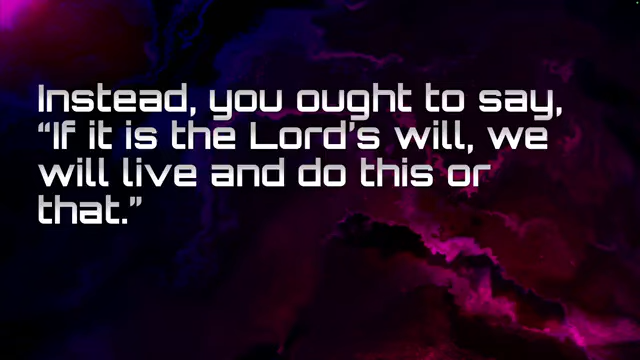 Instead, you ought to say,
“If it is the Lord’s will, we
will live and do this or
that.”